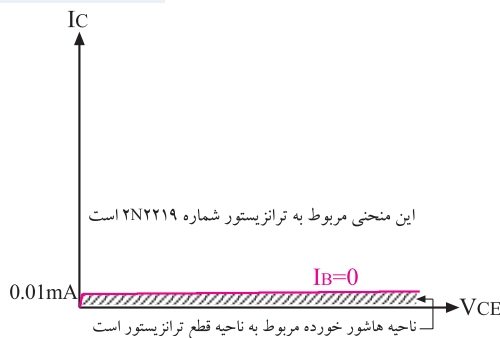 IC
این منحنی مربوط به ترانزیستور شماره ۲N۲۲۱۹ است
IB=0
0.01mA
VCE
ناحیه هاشور خورده مربوط به ناحیه قطع ترانزیستور است